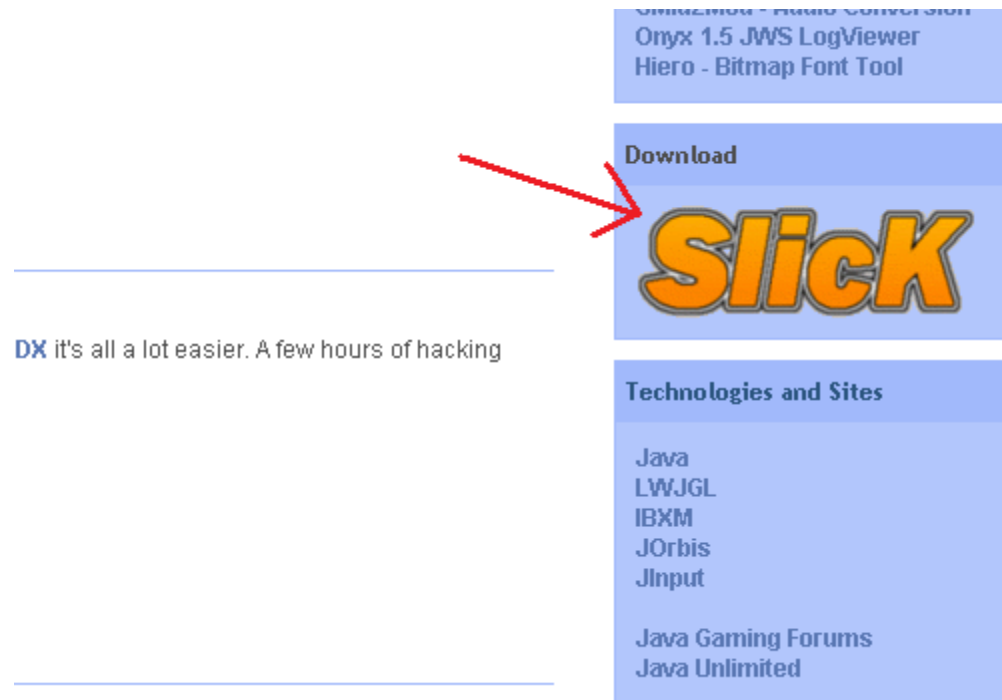 Onyx 1.5 JWS LogViewer
Hiero - Bitmap Font Tool
Download
SlicK
DX it's all a lot easier. A few hours of hacking
Technologies and Sites
Java
LWJGL
IBXM
JOrbis
JInput
Java Gaming Forums
Java Unlimited